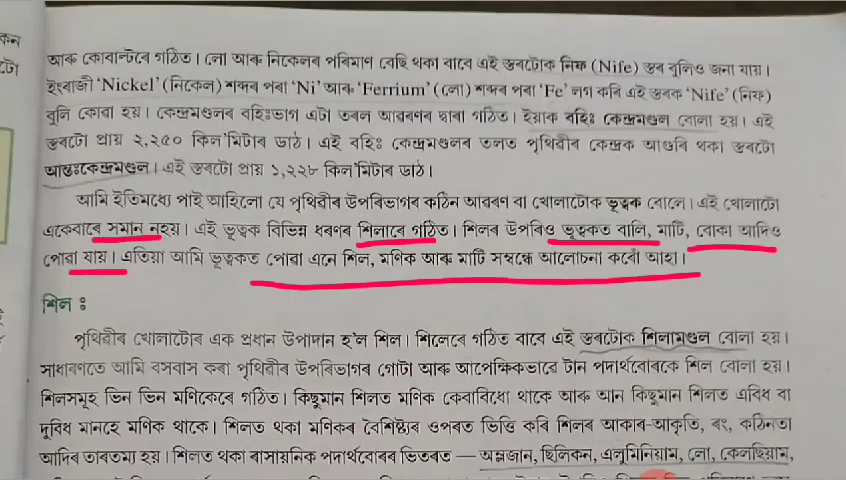 কন
টো
আৰু কোবাল্টৰে গঠিত। লো আৰু নিকেলৰ পৰিমাণ বেছি থকা বাবে এই স্তৰটোক নিফ (Nife) স্তৰ বুলিও জনা যায়।
ইংৰাজী 'Nickel' (নিকেল) শব্দৰ পৰা 'Ni' আৰু 'Ferrium' (লো) শব্দৰ পৰা 'Fe' লগ কৰি এই স্তৰক 'Nife' (নিফ)
বুলি কোৱা হয়। কেন্দ্ৰমণ্ডলৰ বহিঃভাগ এটা তৰল আৱৰণৰ দ্বাৰা গঠিত। ইয়াক বহিঃ কেন্দ্ৰমণ্ডল বোলা হয়। এই
স্তৰটো প্ৰায় ২,২৫০ কিল'মিটাৰ ডাঠ। এই বহিঃ কেন্দ্ৰমণ্ডলৰ তলত পৃথিৱীৰ কেন্দ্ৰক আগুৰি থকা স্তৰটো
আন্তঃকেন্দ্ৰমণ্ডল। এই স্তৰটো প্ৰায় ১,২২৮ কিল'মিটাৰ ডাঠ।
আমি ইতিমধ্যে পাই আহিলো যে পৃথিৱীৰ উপৰিভাগৰ কঠিন আৱৰণ বা খোলাটোক ভূত্বক বোলে। এই খোলাটো
একেবাৰে সমান নহয়। এই ভূত্বক বিভিন্ন ধৰণৰ শিলাৰে গঠিত। শিলৰ উপৰিও ভূত্বকত বালি, মাটি, বোকা আদিও
পোৱা যায়। এতিয়া আমি ভূত্বকত পোৱা এনে শিল, মণিক আৰু মাটি সম্বন্ধে আলোচনা কৰোঁ আহা।
শিল :
পৃথিৱীৰ খোলাটোৰ এক প্ৰধান উপাদান হ'ল শিল। শিলেৰে গঠিত বাবে এই স্তৰটোক শিলামণ্ডল বোলা হয়।
সাধাৰণতে আমি বসবাস কৰা পৃথিৱীৰ উপৰিভাগৰ গোটা আৰু আপেক্ষিকভাৱে টান পদাৰ্থবোৰকে শিল বোলা হয়।
শিলসমূহ ভিন ভিন মণিকেৰে গঠিত। কিছুমান শিলত মণিক কেবাবিধো থাকে আৰু আন কিছুমান শিলত এবিধ বা
দুবিধ মানহে মণিক থাকে। শিলত থকা মণিকৰ বৈশিষ্ট্যৰ ওপৰত ভিত্তি কৰি শিলৰ আকাৰ-আকৃতি, ৰং, কঠিনতা
আদিৰ তাৰতম্য হয়। শিলত থকা ৰাসায়নিক পদাৰ্থবোৰৰ ভিতৰত — অম্লজান, ছিলিকন, এলুমিনিয়াম, লো, কেলছিয়াম,